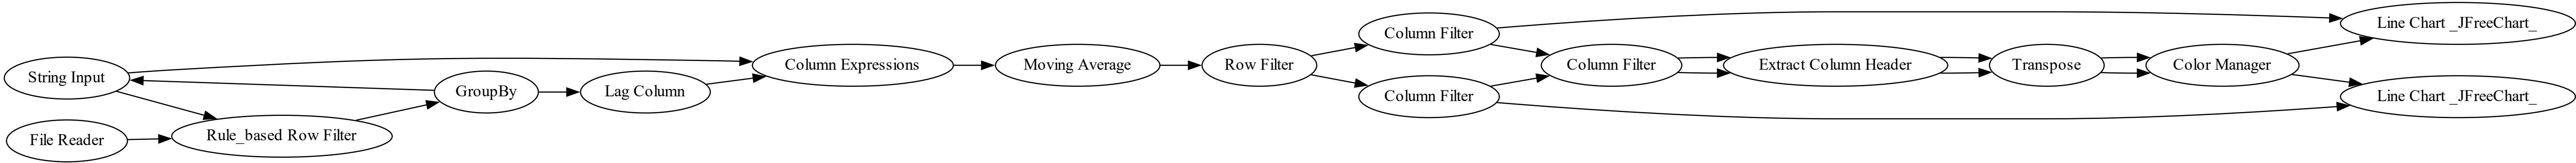 String Input
File Reader
Rule_based Row Filter
GroupBy
Lag Column
Column Expressions
Moving Average
Row Filter
Column Filter
Column Filter
Column Filter
Extract Column Header
Transpose
Color Manager
Line Chart _JFreeChart_
Line Chart _JFreeChart_